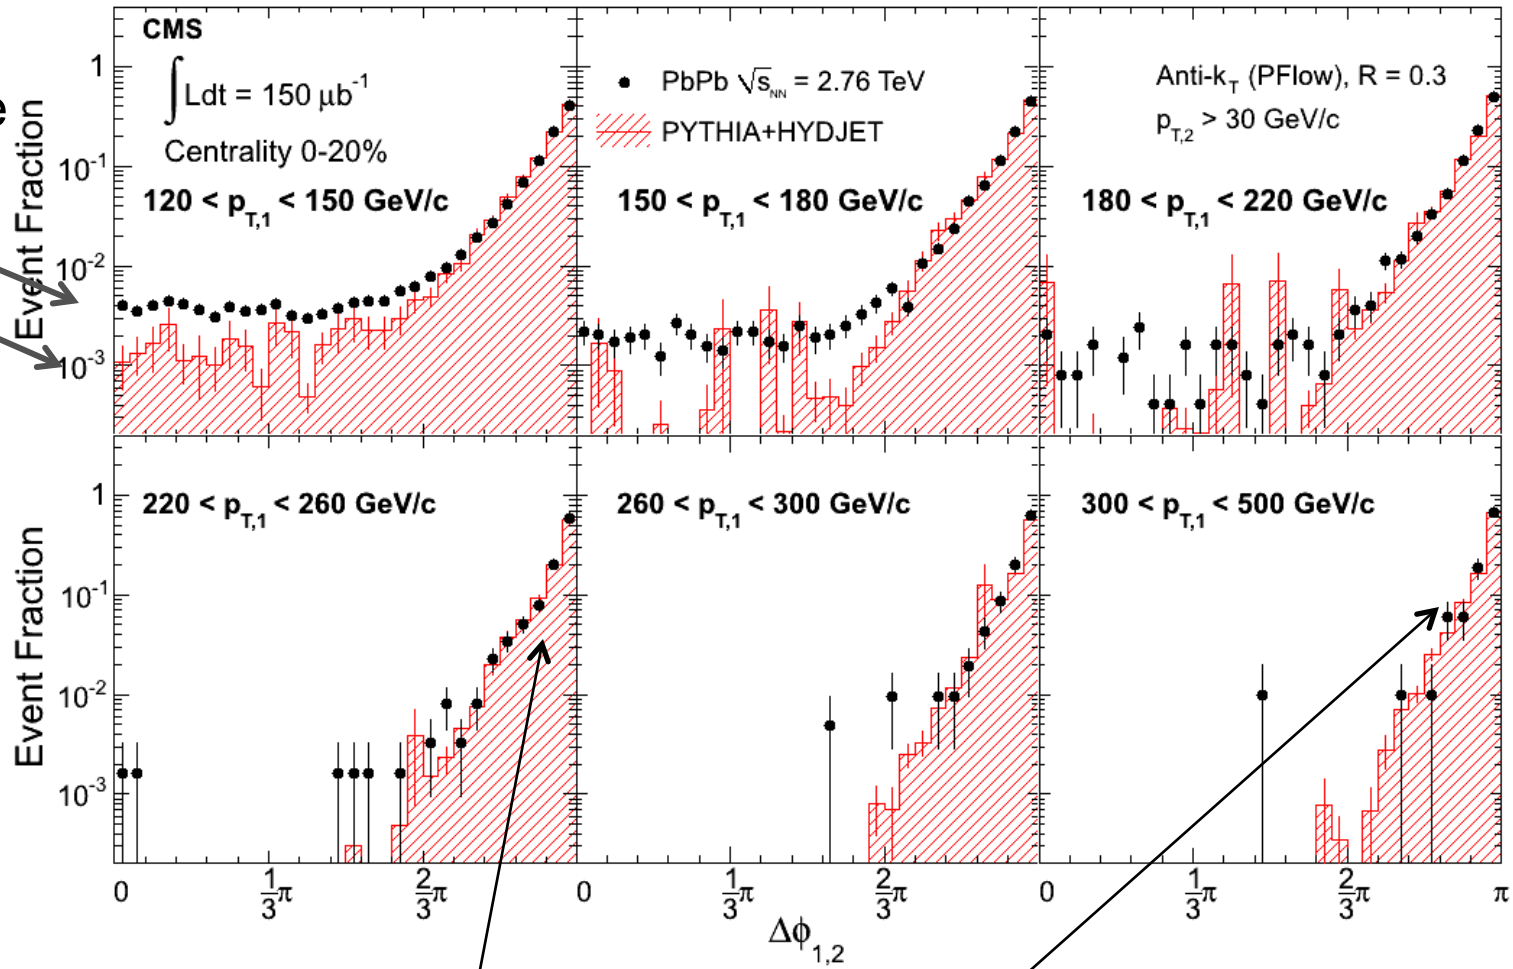 CMS
∫Ldt = 150 μb⁻¹
Centrality 0-20%
120 < p_T,1 < 150 GeV/c
PbPb √s_NN = 2.76 TeV
PYTHIA+HYDJET
150 < p_T,1 < 180 GeV/c
Anti-k_T (PFlow), R = 0.3
p_T,2 > 30 GeV/c
180 < p_T,1 < 220 GeV/c
e
Event Fraction
1
10⁻¹
10⁻²
10⁻³
220 < p_T,1 < 260 GeV/c
260 < p_T,1 < 300 GeV/c
300 < p_T,1 < 500 GeV/c
Event Fraction
1
10⁻¹
10⁻²
10⁻³
0 1/3π 2/3π 0 1/3π 2/3π 0 1/3π 2/3π π
Δϕ_1,2